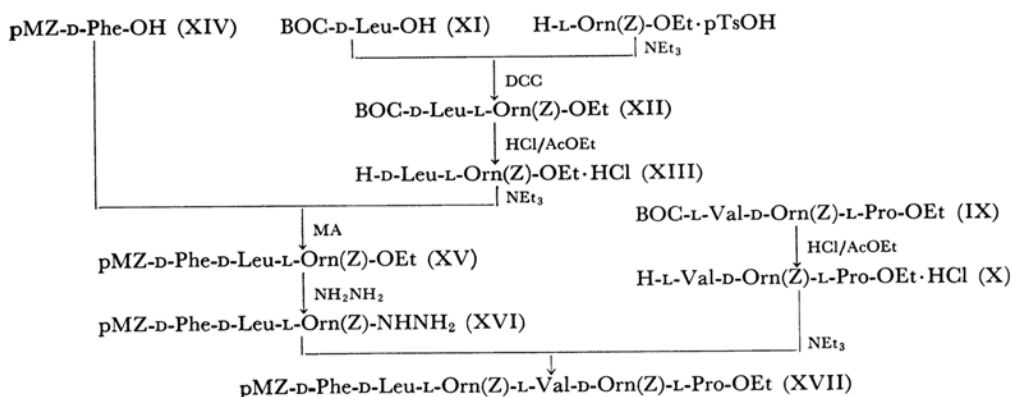 pMZ-D-Phe-OH (XIV) BOC-D-Leu-OH (XI) H-L-Orn(Z)-OEt·pTsOH
NEt₃
DCC
BOC-D-Leu-L-Orn(Z)-OEt (XII)
HCl/AcOEt
H-D-Leu-L-Orn(Z)-OEt·HCl (XIII)
NEt₃
BOC-L-Val-D-Orn(Z)-L-Pro-OEt (IX)
MA
HCl/AcOEt
pMZ-D-Phe-D-Leu-L-Orn(Z)-OEt (XV)
H-L-Val-D-Orn(Z)-L-Pro-OEt·HCl (X)
NH₂NH₂
pMZ-D-Phe-D-Leu-L-Orn(Z)-NHNH₂ (XVI)
NEt₃
pMZ-D-Phe-D-Leu-L-Orn(Z)-L-Val-D-Orn(Z)-L-Pro-OEt (XVII)